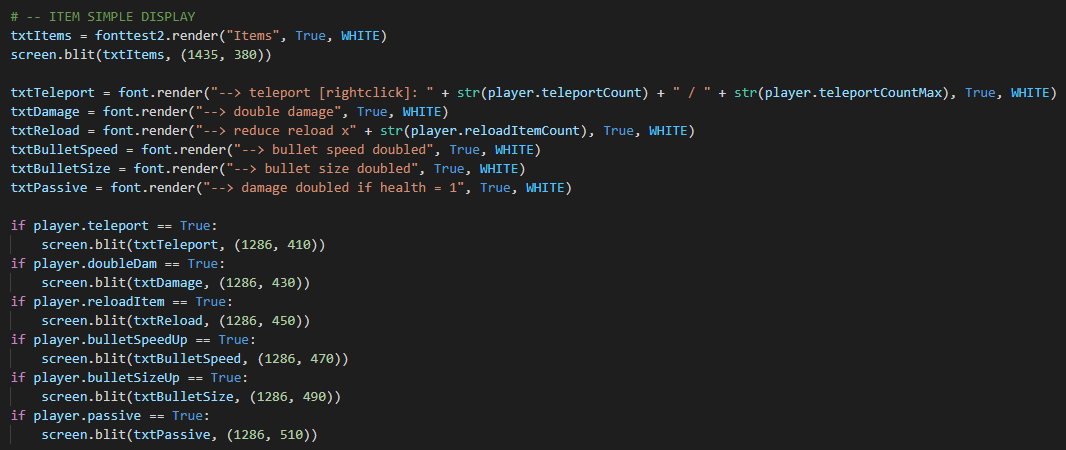 # -- ITEM SIMPLE DISPLAY
txtItems = fonttest2.render("Items", True, WHITE)
screen.blit(txtItems, (1435, 380))
txtTeleport = font.render("--> teleport [rightclick]: " + str(player.teleportCount) + " / " + str(player.teleportCountMax), True, WHITE)
txtDamage = font.render("--> double damage", True, WHITE)
txtReload = font.render("--> reduce reload x" + str(player.reloadItemCount), True, WHITE)
txtBulletSpeed = font.render("--> bullet speed doubled", True, WHITE)
txtBulletSize = font.render("--> bullet size doubled", True, WHITE)
txtPassive = font.render("--> damage doubled if health = 1", True, WHITE)
if player.teleport == True:
    screen.blit(txtTeleport, (1286, 410))
if player.doubleDam == True:
    screen.blit(txtDamage, (1286, 430))
if player.reloadItem == True:
    screen.blit(txtReload, (1286, 450))
if player.bulletSpeedUp == True:
    screen.blit(txtBulletSpeed, (1286, 470))
if player.bulletSizeUp == True:
    screen.blit(txtBulletSize, (1286, 490))
if player.passive == True:
    screen.blit(txtPassive, (1286, 510))